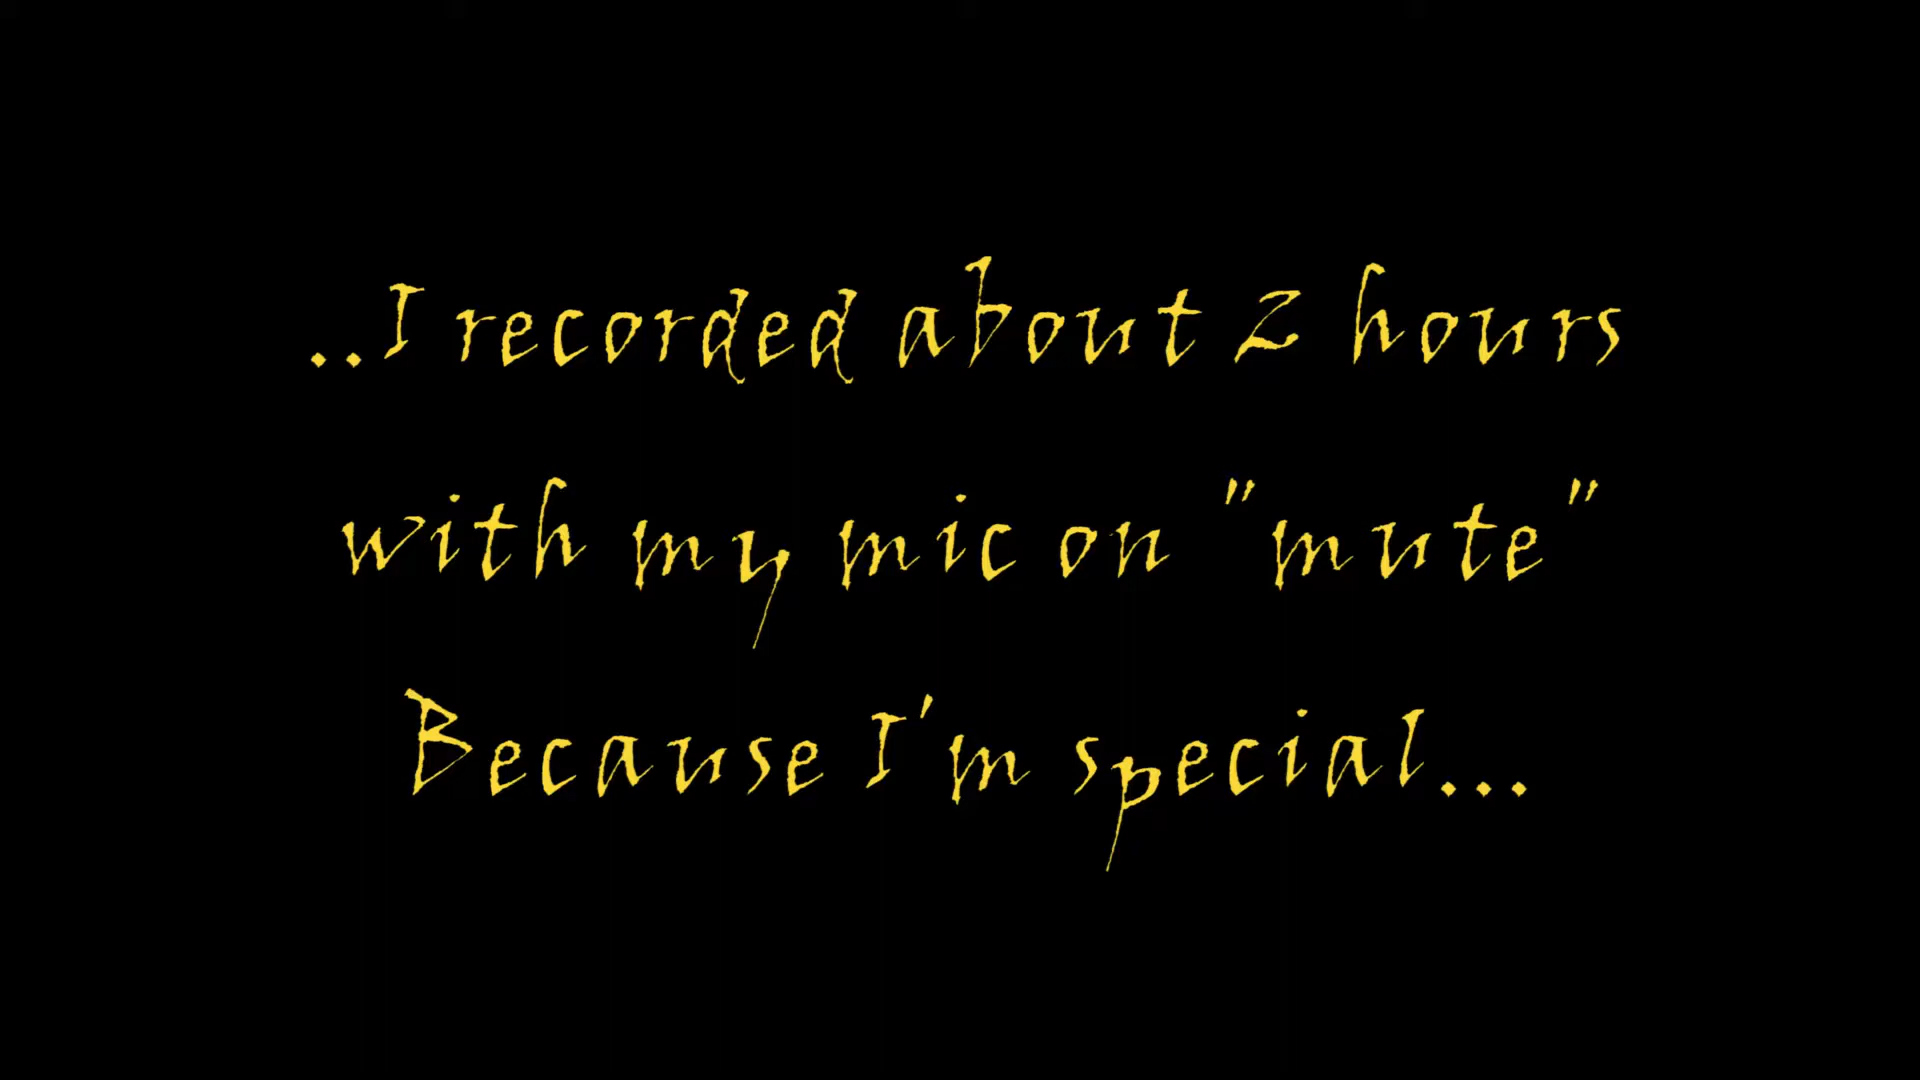 ..I recorded about 2 hours
with my mic on "mute"
Because I'm special...